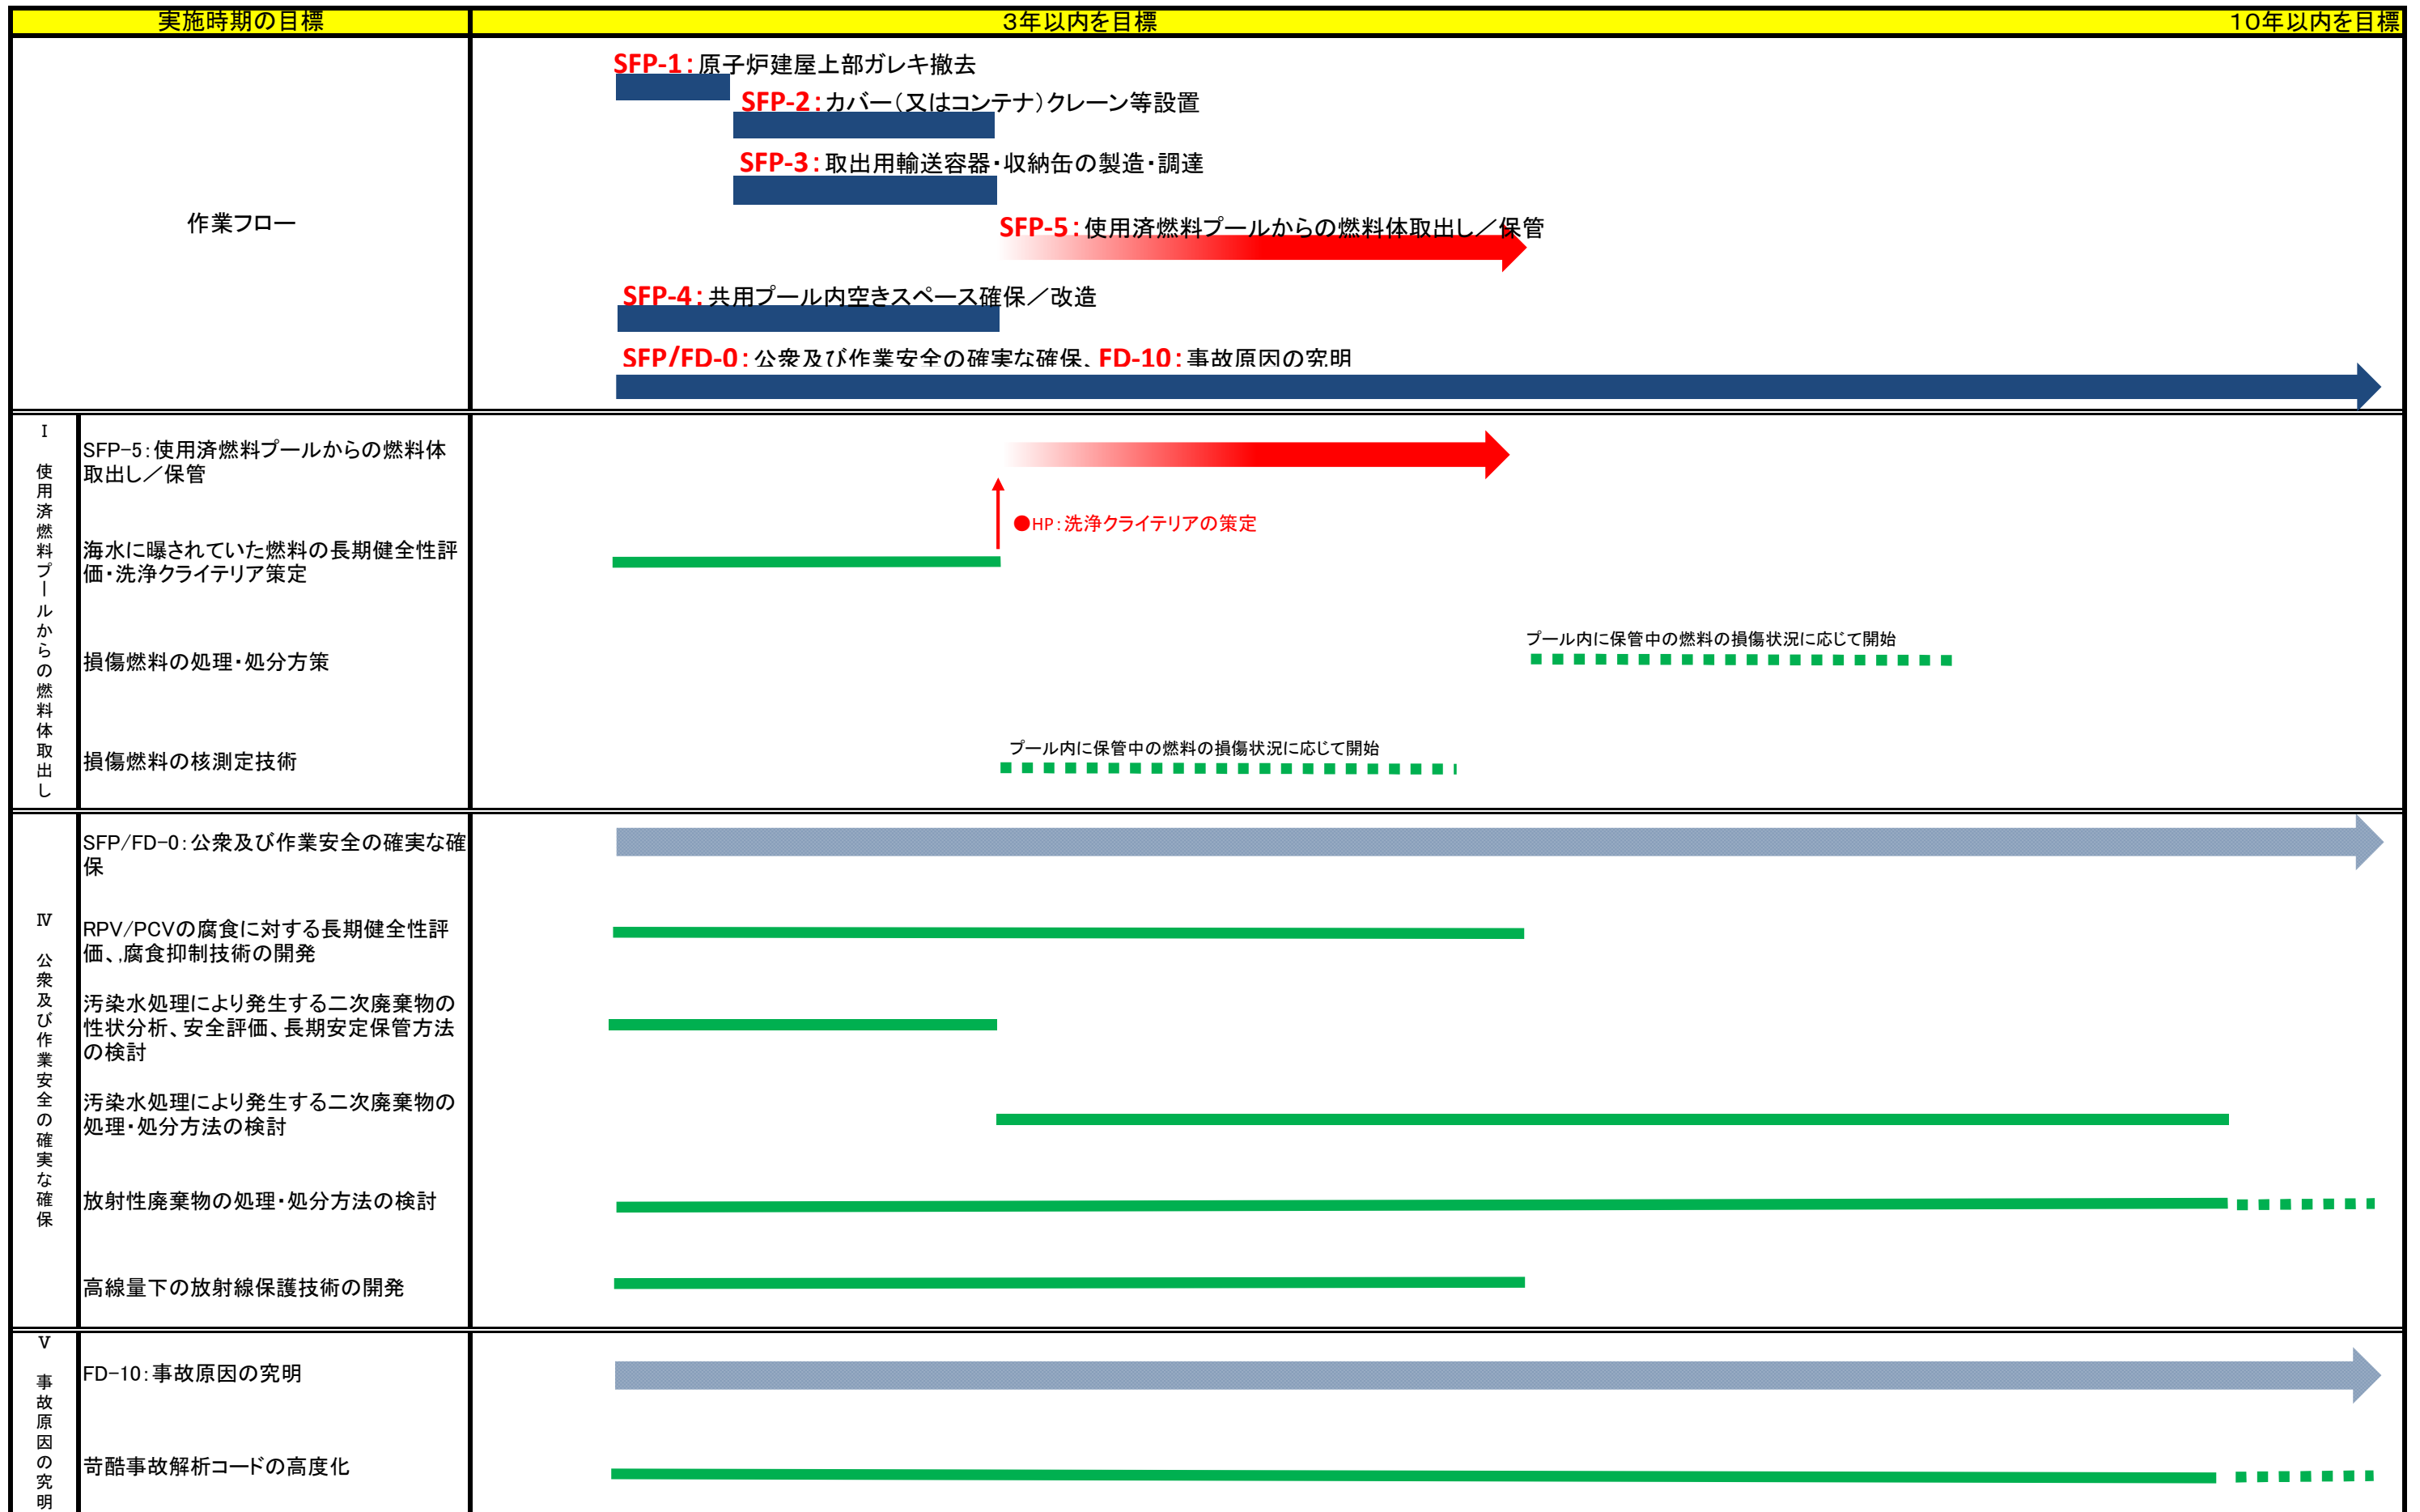 実施時期の目標
3年以内を目標
10年以内を目標
作業フロー
SFP-1：原子炉建屋上部ガレキ撤去
SFP-2：カバー（又はコンテナ）クレーン等設置
SFP-3：取出用輸送容器・収納缶の製造・調達
SFP-5：使用済燃料プールからの燃料体取出し／保管
SFP-4：共用プール内空きスペース確保／改造
SFP/FD-0：公衆及び作業安全の確実な確保、FD-10：事故原因の究明
Ⅰ 使用済燃料プールからの燃料体取出し
SFP-5：使用済燃料プールからの燃料体
取出し／保管
●HP：洗浄クライテリアの策定
海水に曝されていた燃料の長期健全性評
価・洗浄クライテリア策定
損傷燃料の処理・処分方策
プール内に保管中の燃料の損傷状況に応じて開始
損傷燃料の核測定技術
プール内に保管中の燃料の損傷状況に応じて開始
Ⅳ 公衆及び作業安全の確実な確保
SFP/FD-0：公衆及び作業安全の確実な確
保
RPV/PCVの腐食に対する長期健全性評
価、,腐食抑制技術の開発
汚染水処理により発生する二次廃棄物の
性状分析、安全評価、長期安定保管方法
の検討
汚染水処理により発生する二次廃棄物の
処理・処分方法の検討
放射性廃棄物の処理・処分方法の検討
高線量下の放射線保護技術の開発
Ⅴ 事故原因の究明
FD-10：事故原因の究明
苛酷事故解析コードの高度化